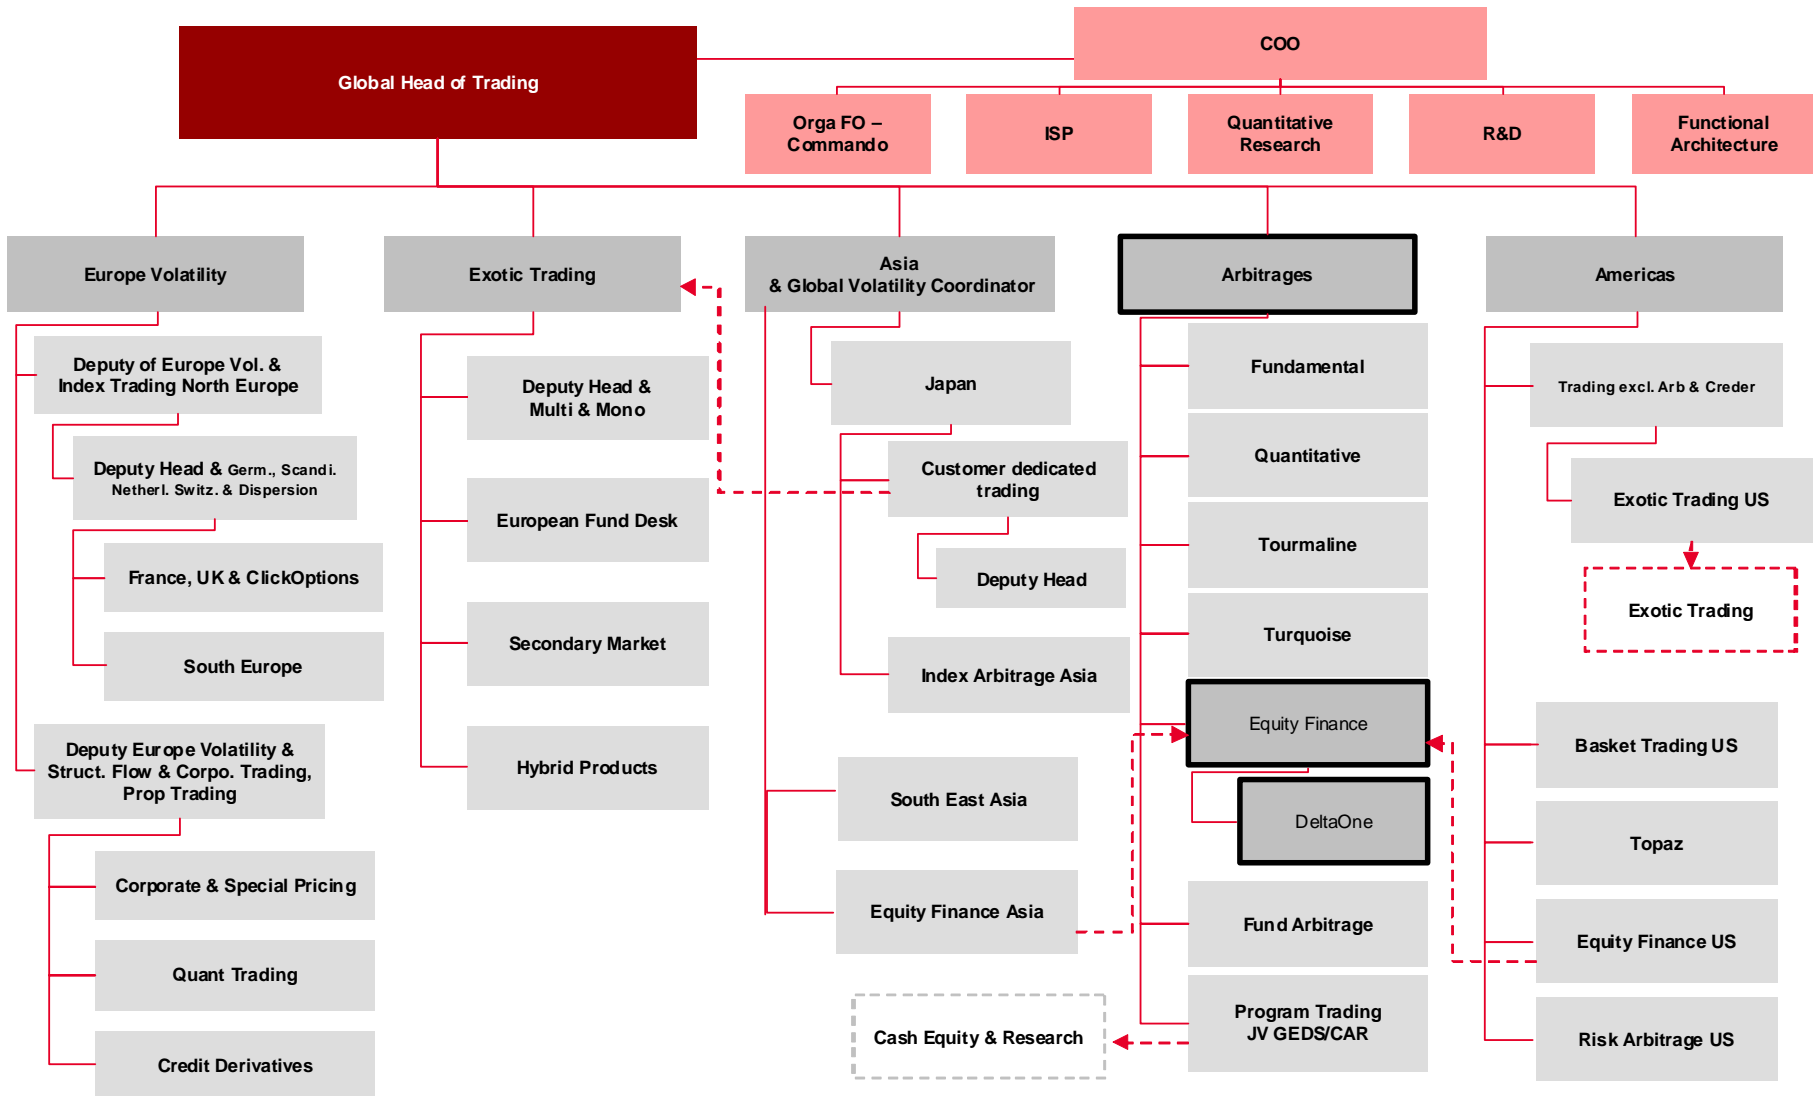 Global Head of Trading
COO
Orga FO –
Commando
ISP
Quantitative
Research
R&D
Functional
Architecture
Europe Volatility
Deputy of Europe Vol. &
Index Trading North Europe
Deputy Head & Germ., Scandi.
Netherl. Switz. & Dispersion
France, UK & ClickOptions
South Europe
Deputy Europe Volatility &
Struct. Flow & Corpo. Trading,
Prop Trading
Corporate & Special Pricing
Quant Trading
Credit Derivatives
Exotic Trading
Deputy Head &
Multi & Mono
European Fund Desk
Secondary Market
Hybrid Products
Asia
& Global Volatility Coordinator
Japan
Customer dedicated
trading
Deputy Head
Index Arbitrage Asia
South East Asia
Equity Finance Asia
Cash Equity & Research
Arbitrages
Fundamental
Quantitative
Tourmaline
Turquoise
Equity Finance
DeltaOne
Fund Arbitrage
Program Trading
JV GEDS/CAR
Americas
Trading excl. Arb & Creder
Exotic Trading US
Exotic Trading
Basket Trading US
Topaz
Equity Finance US
Risk Arbitrage US